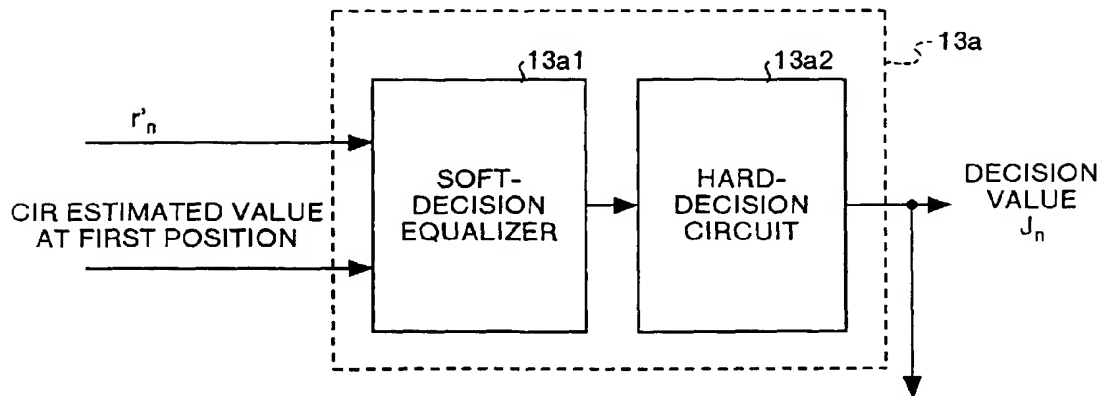 13a
13a1
13a2
r'n
SOFT-
DECISION
EQUALIZER
HARD-
DECISION
CIRCUIT
DECISION
VALUE
Jn
CIR ESTIMATED VALUE
AT FIRST POSITION